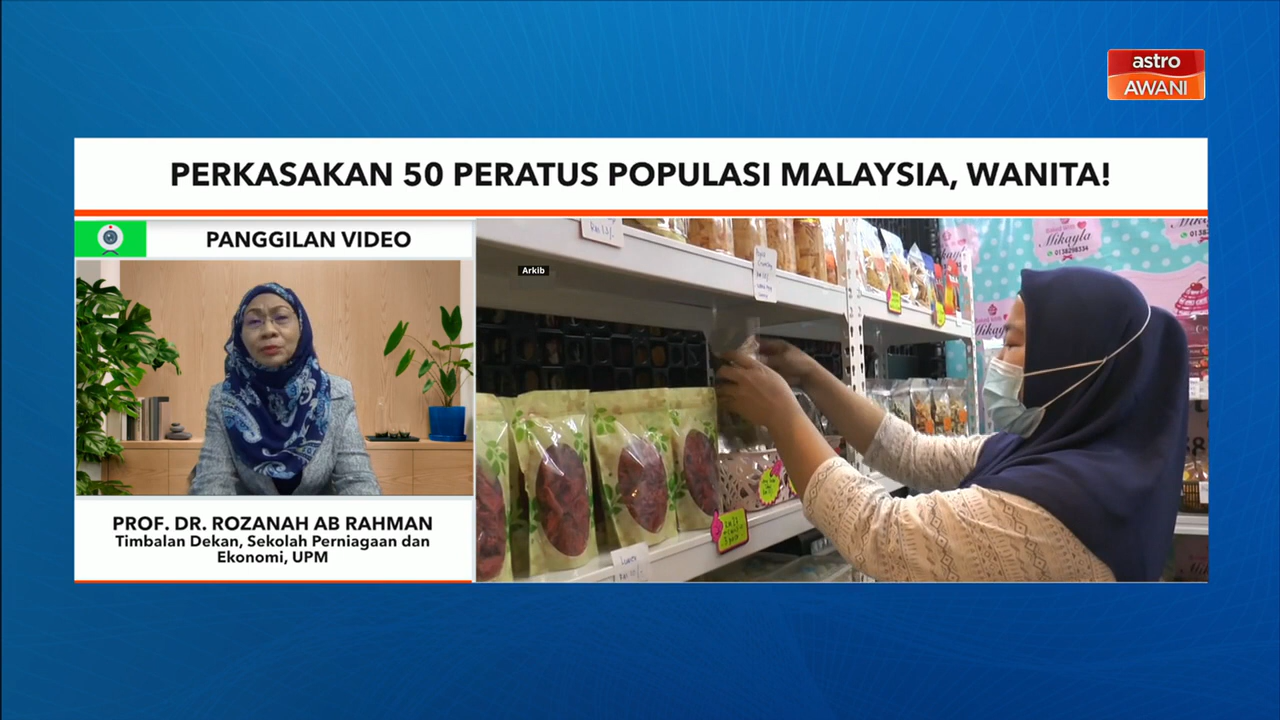 astro
AWANI
PERKASAKAN 50 PERATUS POPULASI MALAYSIA, WANITA!
PANGGILAN VIDEO
Arkib
Mikayla
0138298334
PROF. DR. ROZANAH AB RAHMAN
Timbalan Dekan, Sekolah Perniagaan dan
Ekonomi, UPM